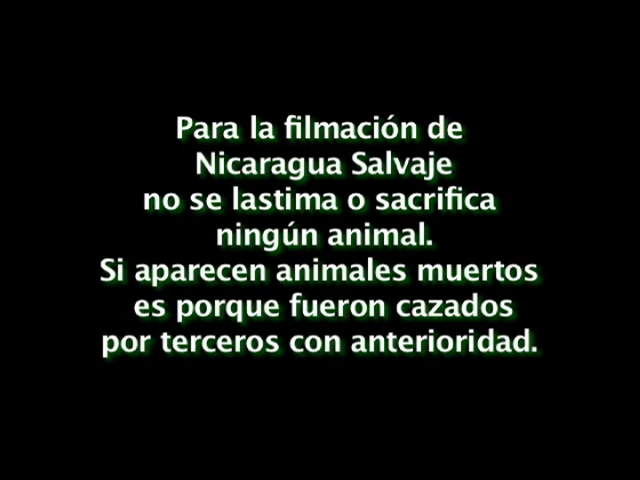 Para la filmación de
Nicaragua Salvaje
no se lastima o sacrifica
ningún animal.
Si aparecen animales muertos
es porque fueron cazados
por terceros con anterioridad.